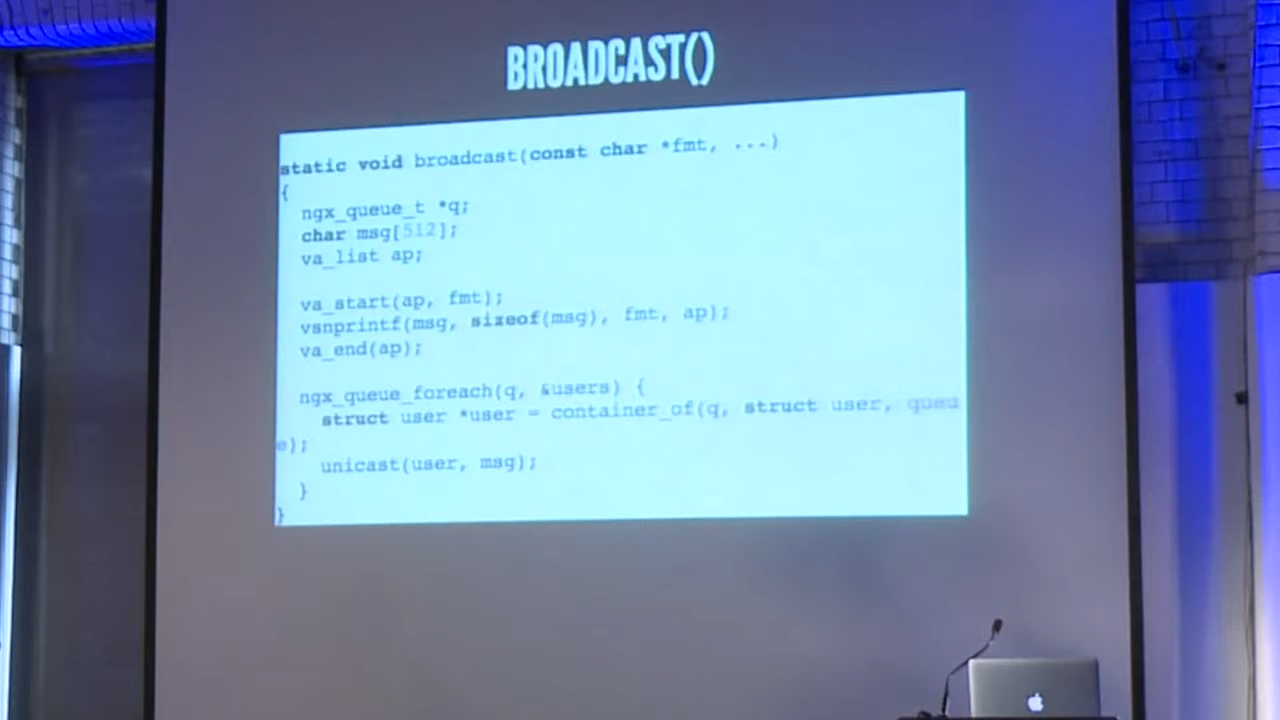 BROADCAST()
static void broadcast(const char *fmt, ...)
{
ngx_queue_t *q;
char msg[512];
va_list ap;
va_start(ap, fmt);
vsnprintf(msg, sizeof(msg), fmt, ap);
va_end(ap);
ngx_queue_foreach(q, &users) {
struct user *user = container_of(q, struct user, queu
e);
unicast(user, msg);
}
}